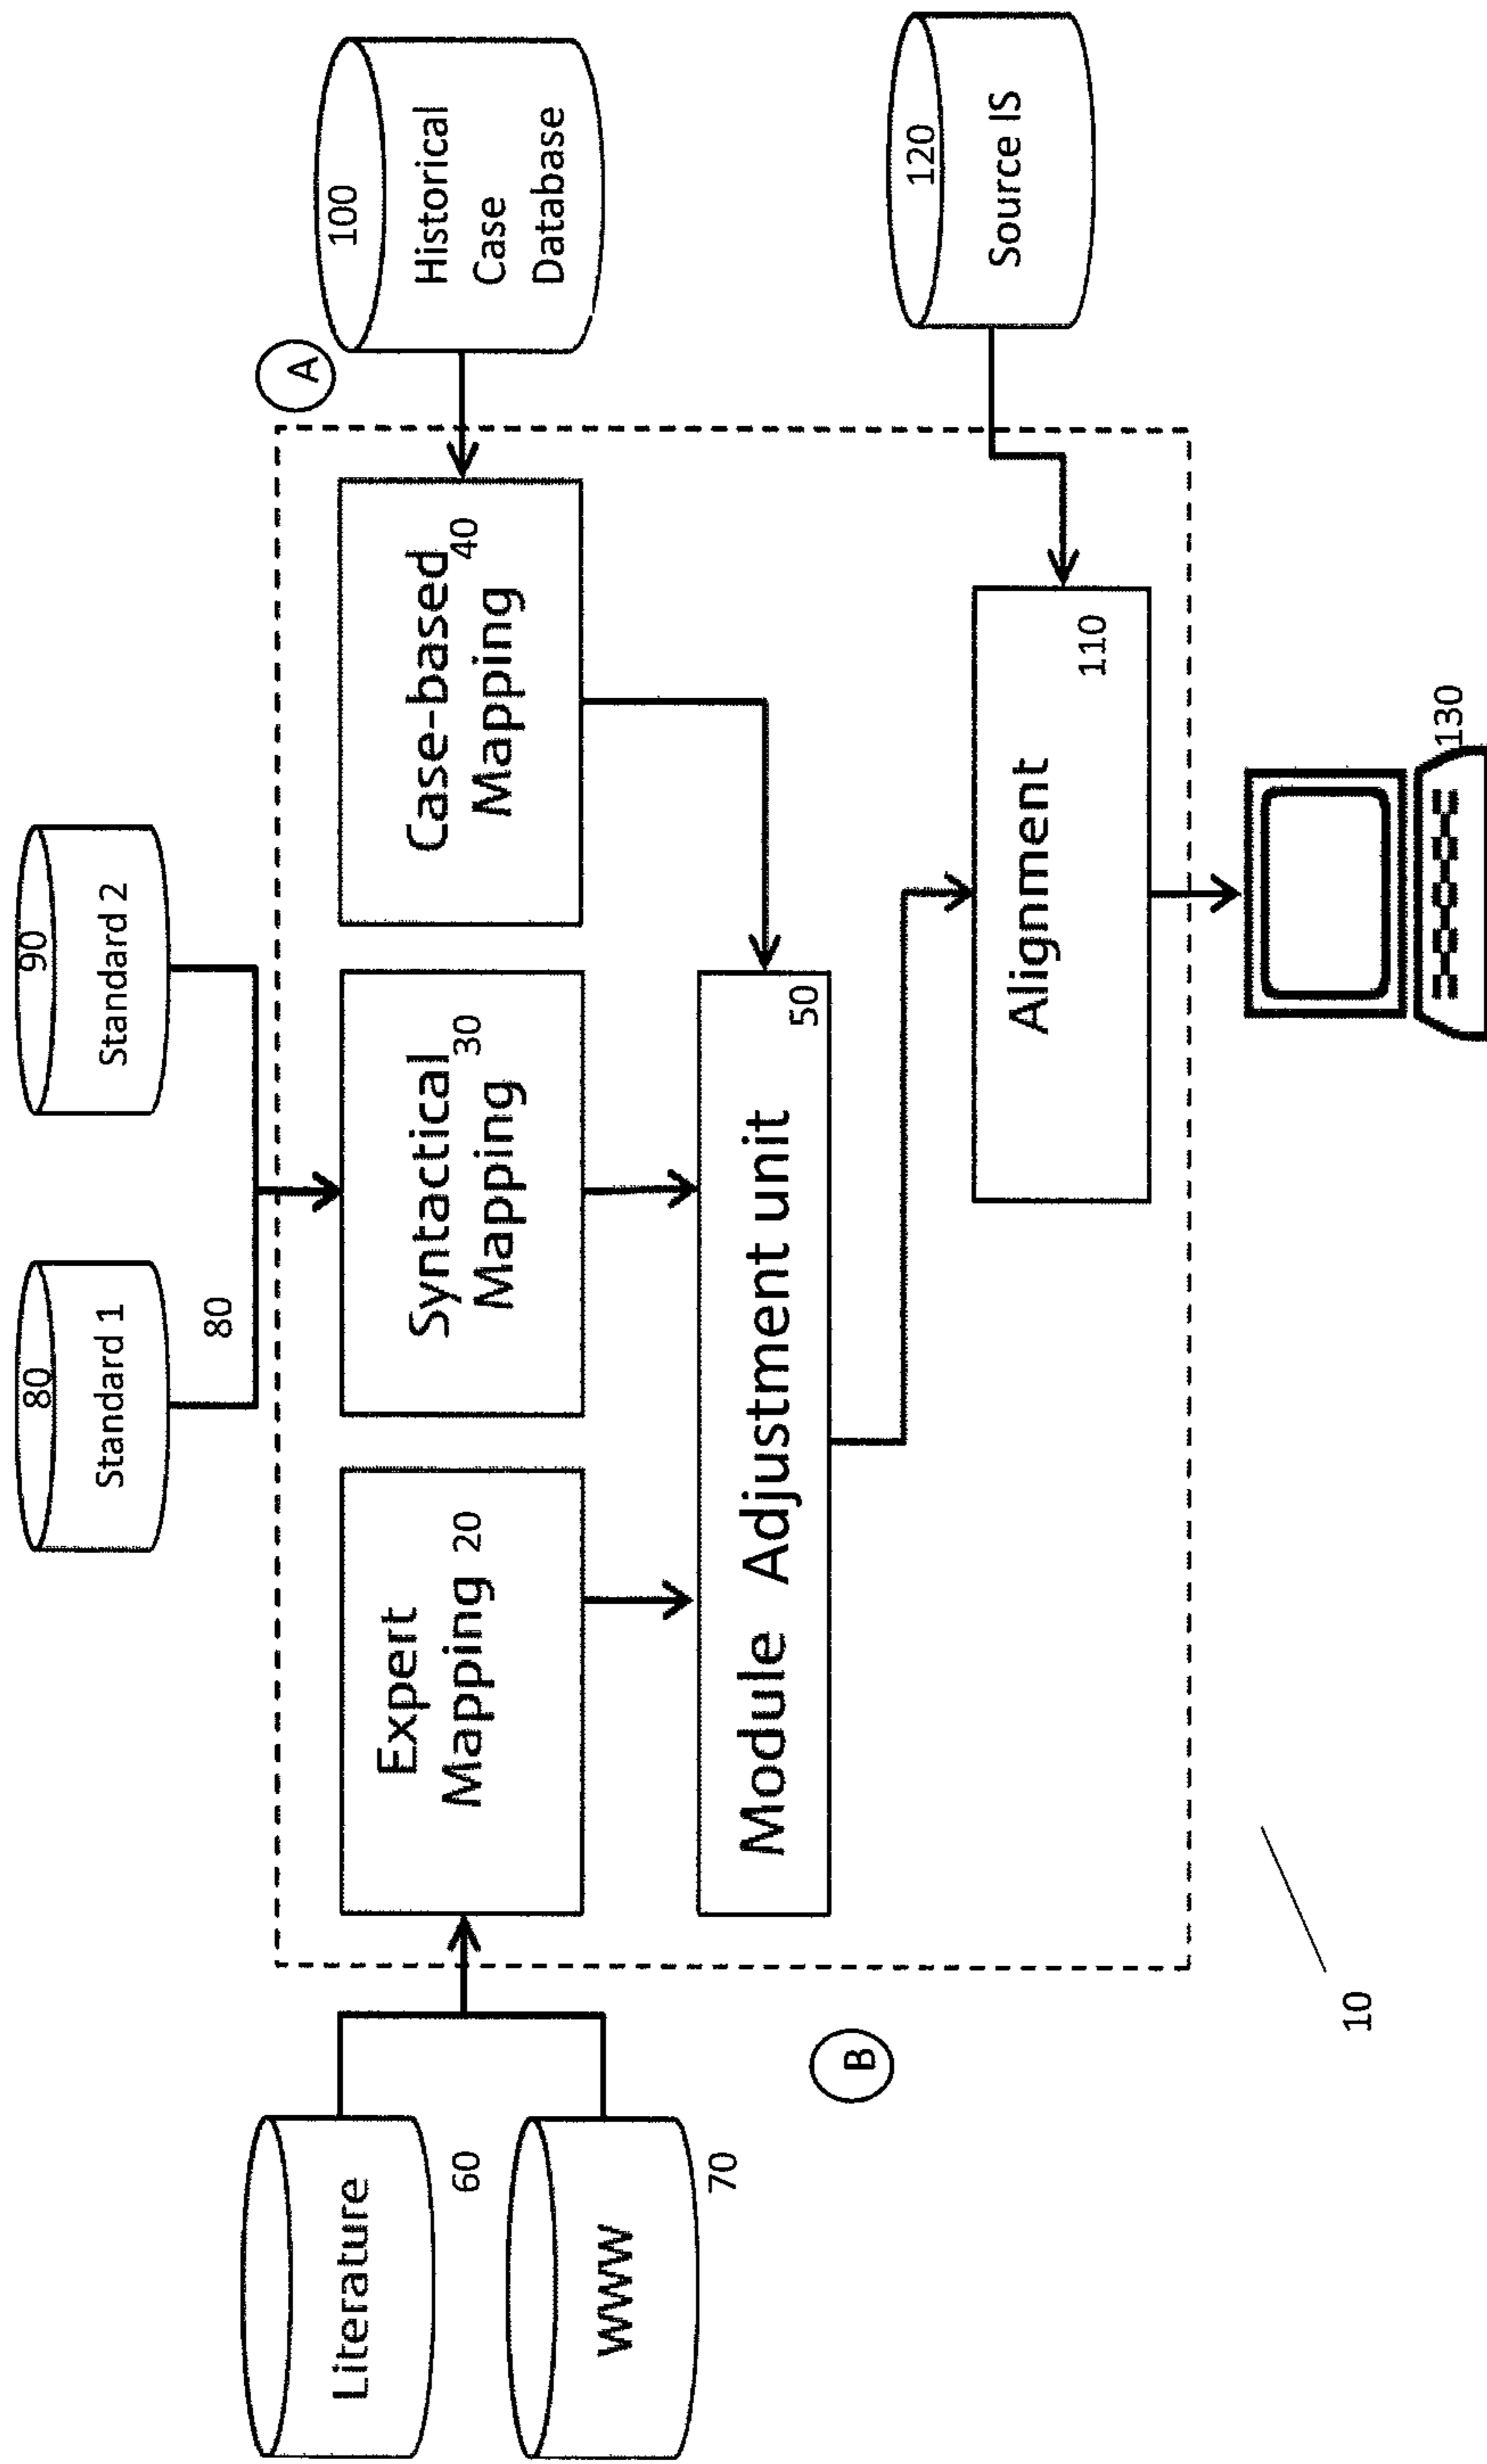 80
Standard 1
90
Standard 2
80
Literature
60
WWW
70
Expert
Mapping 20
Syntactical
30
Mapping
Case-based
40
Mapping
A
100
Historical
Case
Database
Module Adjustment unit
50
B
120
Source IS
Alignment
110
130
10